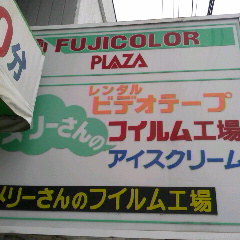 0分
FUJICOLOR
PLAZA
レンタル
ビデオテープ
メリーさんの
フイルム工場
アイスクリーム
メリーさんのフイルム工場